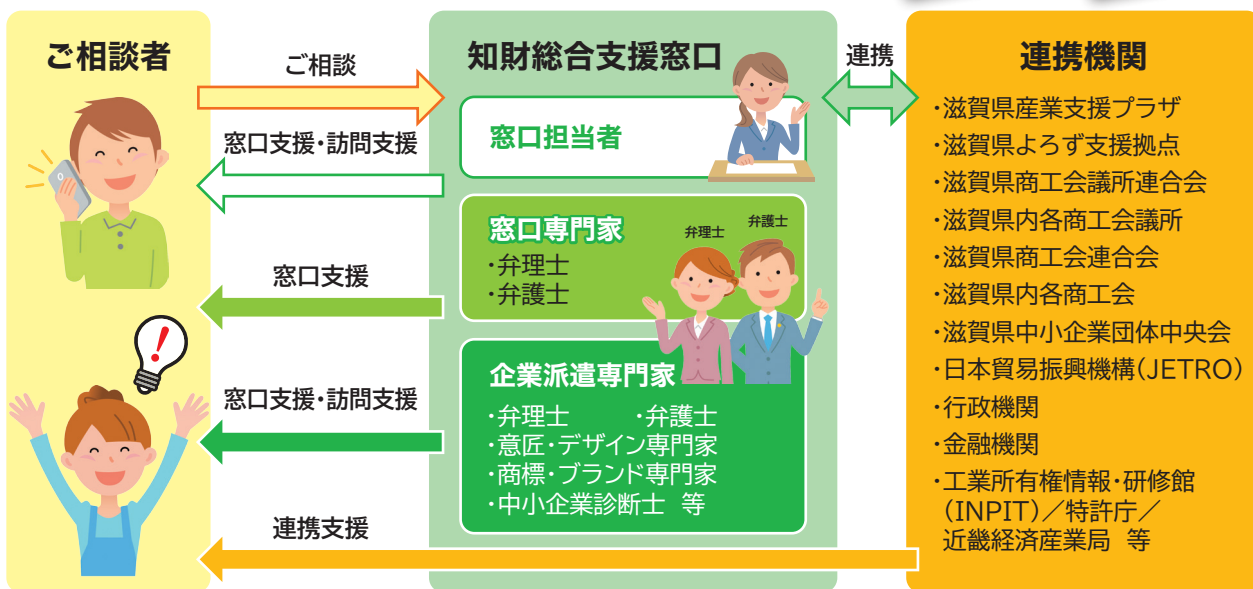 ご相談者
ご相談
窓口支援・訪問支援
窓口支援
窓口支援・訪問支援
連携支援
知財総合支援窓口
窓口担当者
窓口専門家
・弁理士
・弁護士
弁理士
弁護士
企業派遣専門家
・弁理士 ・弁護士
・意匠・デザイン専門家
・商標・ブランド専門家
・中小企業診断士 等
連携
連携機関
・滋賀県産業支援プラザ
・滋賀県よろず支援拠点
・滋賀県商工会議所連合会
・滋賀県内各商工会議所
・滋賀県商工会連合会
・滋賀県内各商工会
・滋賀県中小企業団体中央会
・日本貿易振興機構(JETRO)
・行政機関
・金融機関
・工業所有権情報・研修館
(INPIT)／特許庁／
近畿経済産業局 等